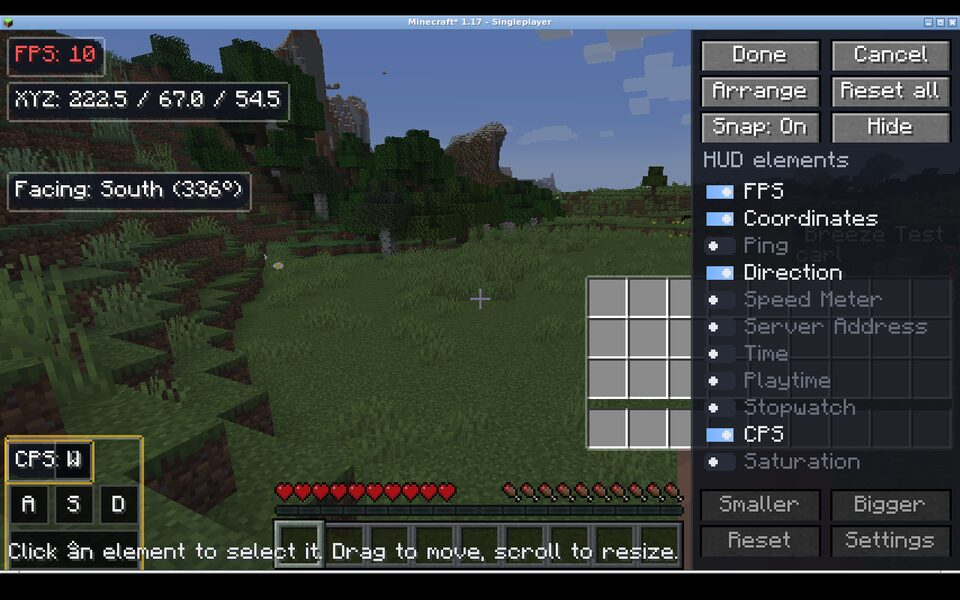 Minecraft* 1.17 - Singleplayer
FPS: 10
XYZ: 222.5 / 67.0 / 54.5
Facing: South (336°)
Done
Cancel
Arrange
Reset all
Snap: On
Hide
HUD elements
FPS
Coordinates
Breeze Test
Ping
Direction
Speed Meter
Server Address
Time
Playtime
Stopwatch
CPS
Saturation
Smaller
Bigger
Reset
Settings
CPS: W
A S D
Click an element to select it. Drag to move, scroll to resize.